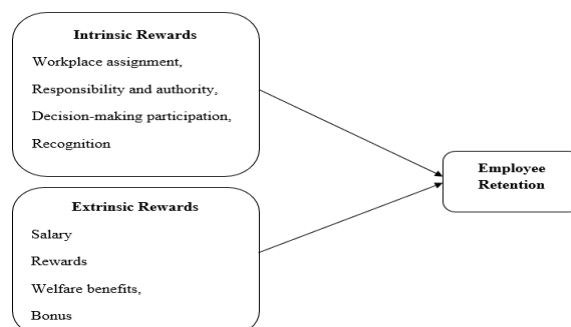 Intrinsic Rewards
Workplace assignment,
Responsibility and authority,
Decision-making participation,
Recognition
Employee
Retention
Extrinsic Rewards
Salary
Rewards
Welfare benefits,
Bonus